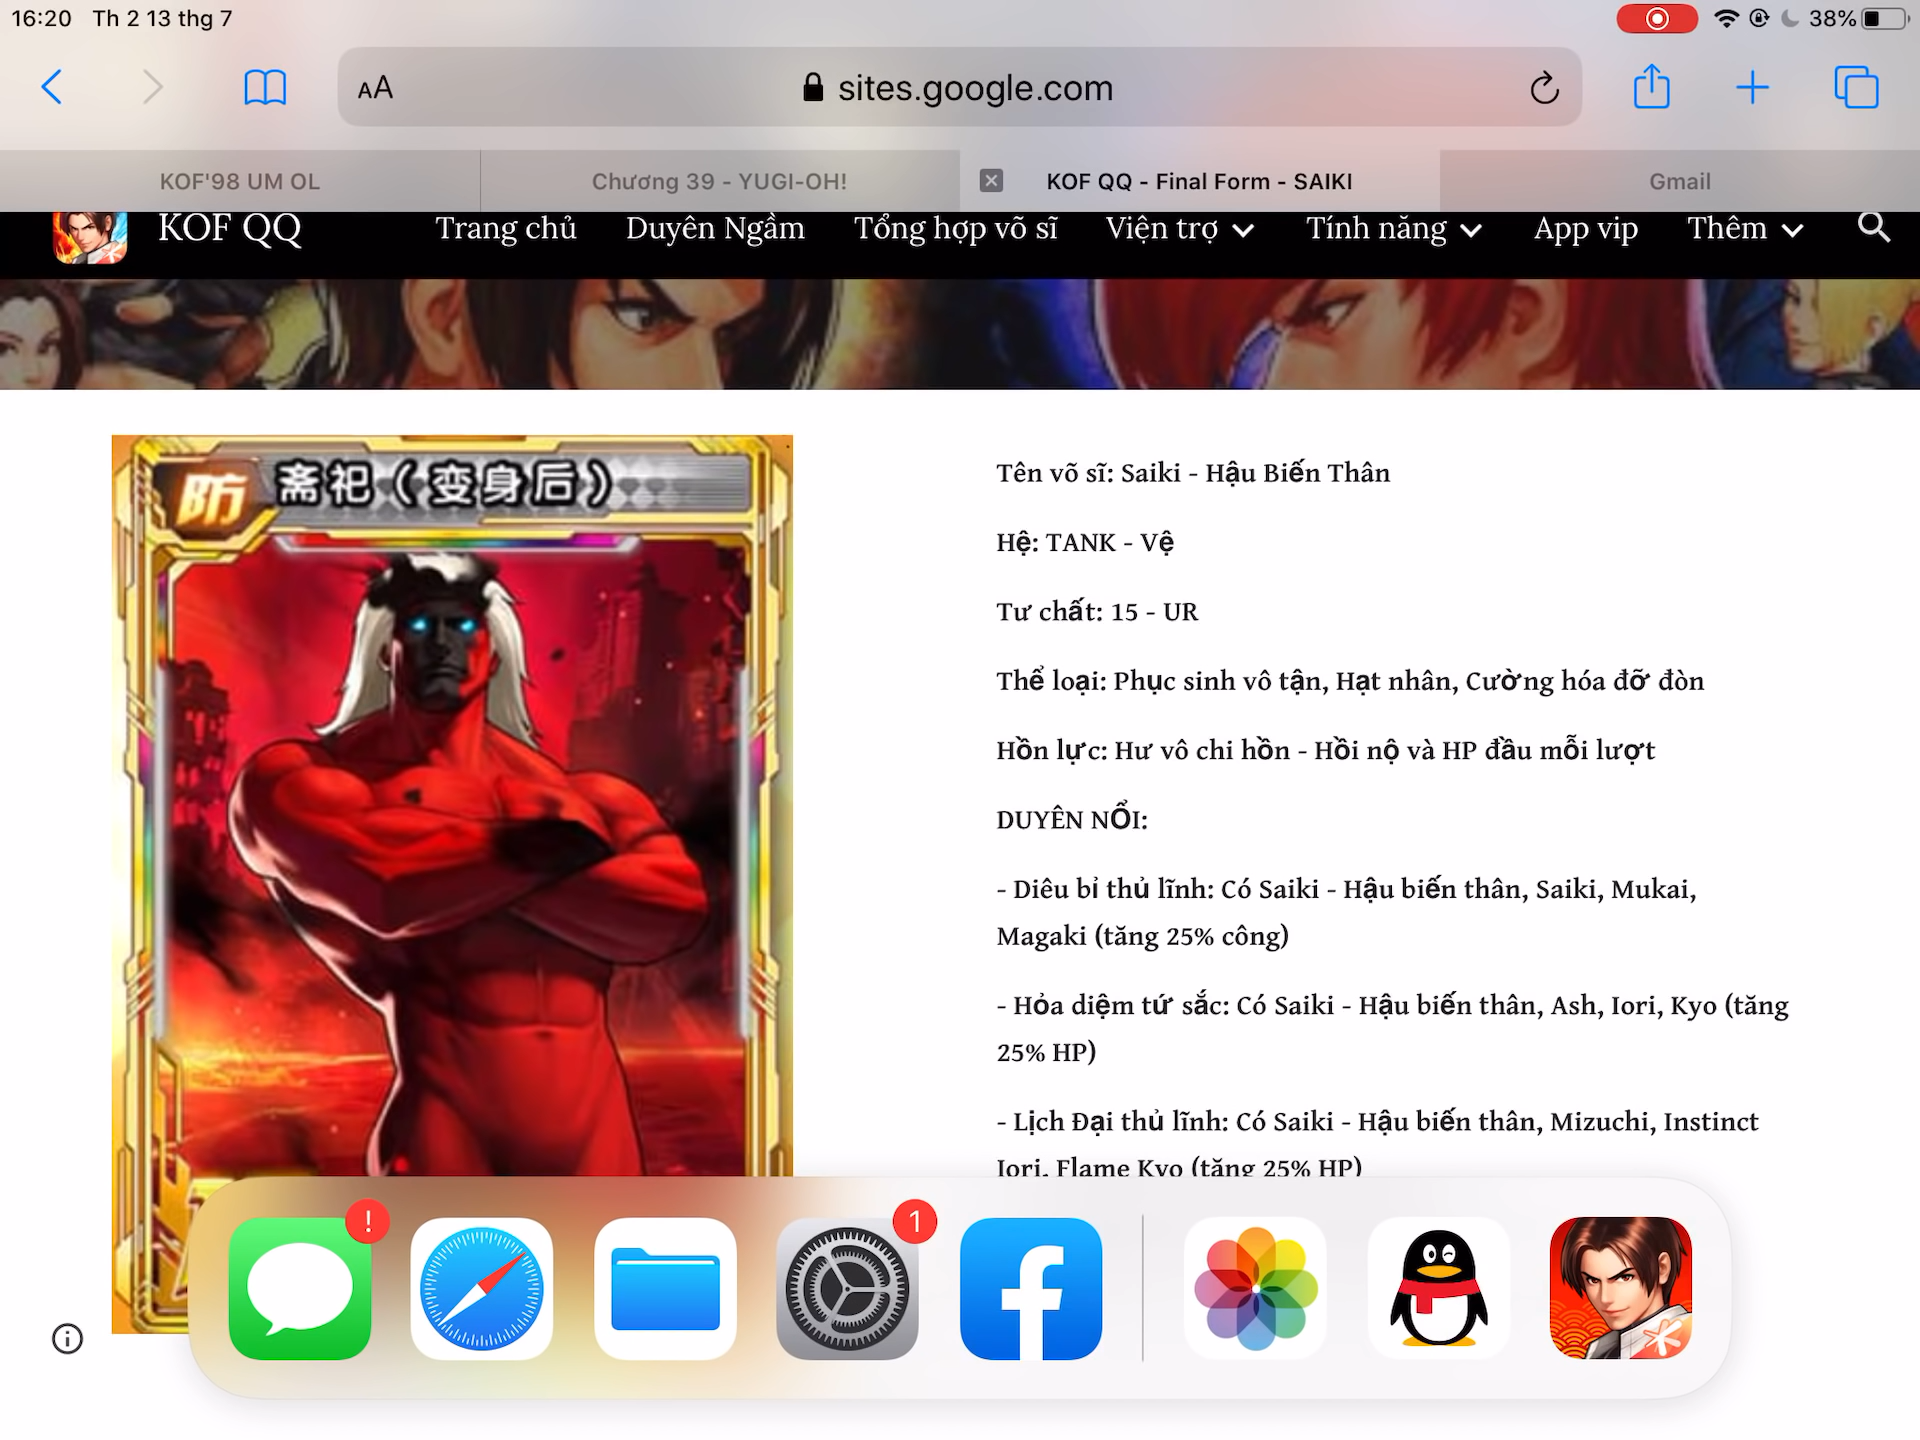 16:20 Th 2 13 thg 7
38%
AA
sites.google.com
KOF'98 UM OL
Chương 39 - YUGI-OH!
KOF QQ - Final Form - SAIKI
Gmail
KOF QQ
Trang chủ
Duyên Ngầm
Tổng hợp võ sĩ
Viện trợ
Tính năng
App vip
Thêm
防 斋祀（变身后）
Tên võ sĩ: Saiki - Hậu Biến Thân
Hệ: TANK - Vệ
Tư chất: 15 - UR
Thể loại: Phục sinh vô tận, Hạt nhân, Cường hóa đỡ đòn
Hồn lực: Hư vô chi hồn - Hồi nộ và HP đầu mỗi lượt
DUYÊN NỔI:
- Diêu bỉ thủ lĩnh: Có Saiki - Hậu biến thân, Saiki, Mukai,
Magaki (tăng 25% công)
- Hỏa diệm tứ sắc: Có Saiki - Hậu biến thân, Ash, Iori, Kyo (tăng
25% HP)
- Lịch Đại thủ lĩnh: Có Saiki - Hậu biến thân, Mizuchi, Instinct
Iori, Flame Kyo (tăng 25% HP)
!
1